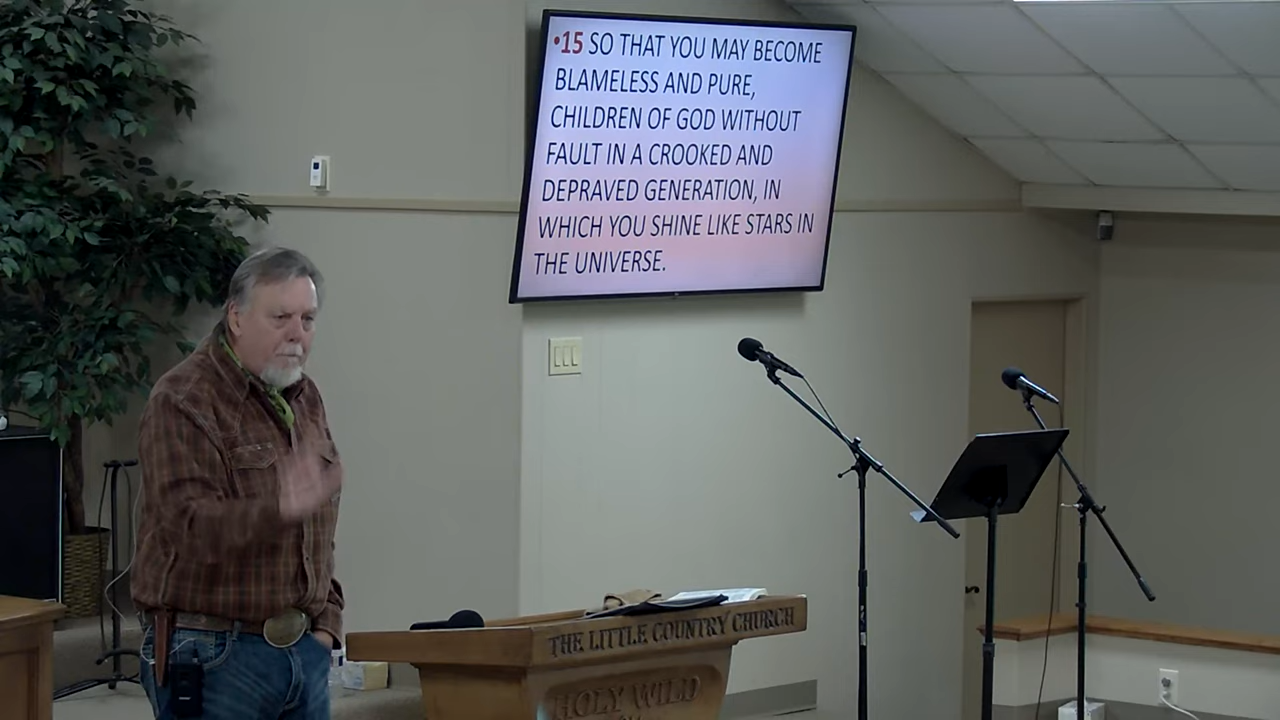 •15 SO THAT YOU MAY BECOME
BLAMELESS AND PURE,
CHILDREN OF GOD WITHOUT
FAULT IN A CROOKED AND
DEPRAVED GENERATION, IN
WHICH YOU SHINE LIKE STARS IN
THE UNIVERSE.
THE LITTLE COUNTRY CHURCH
HOLY WILD